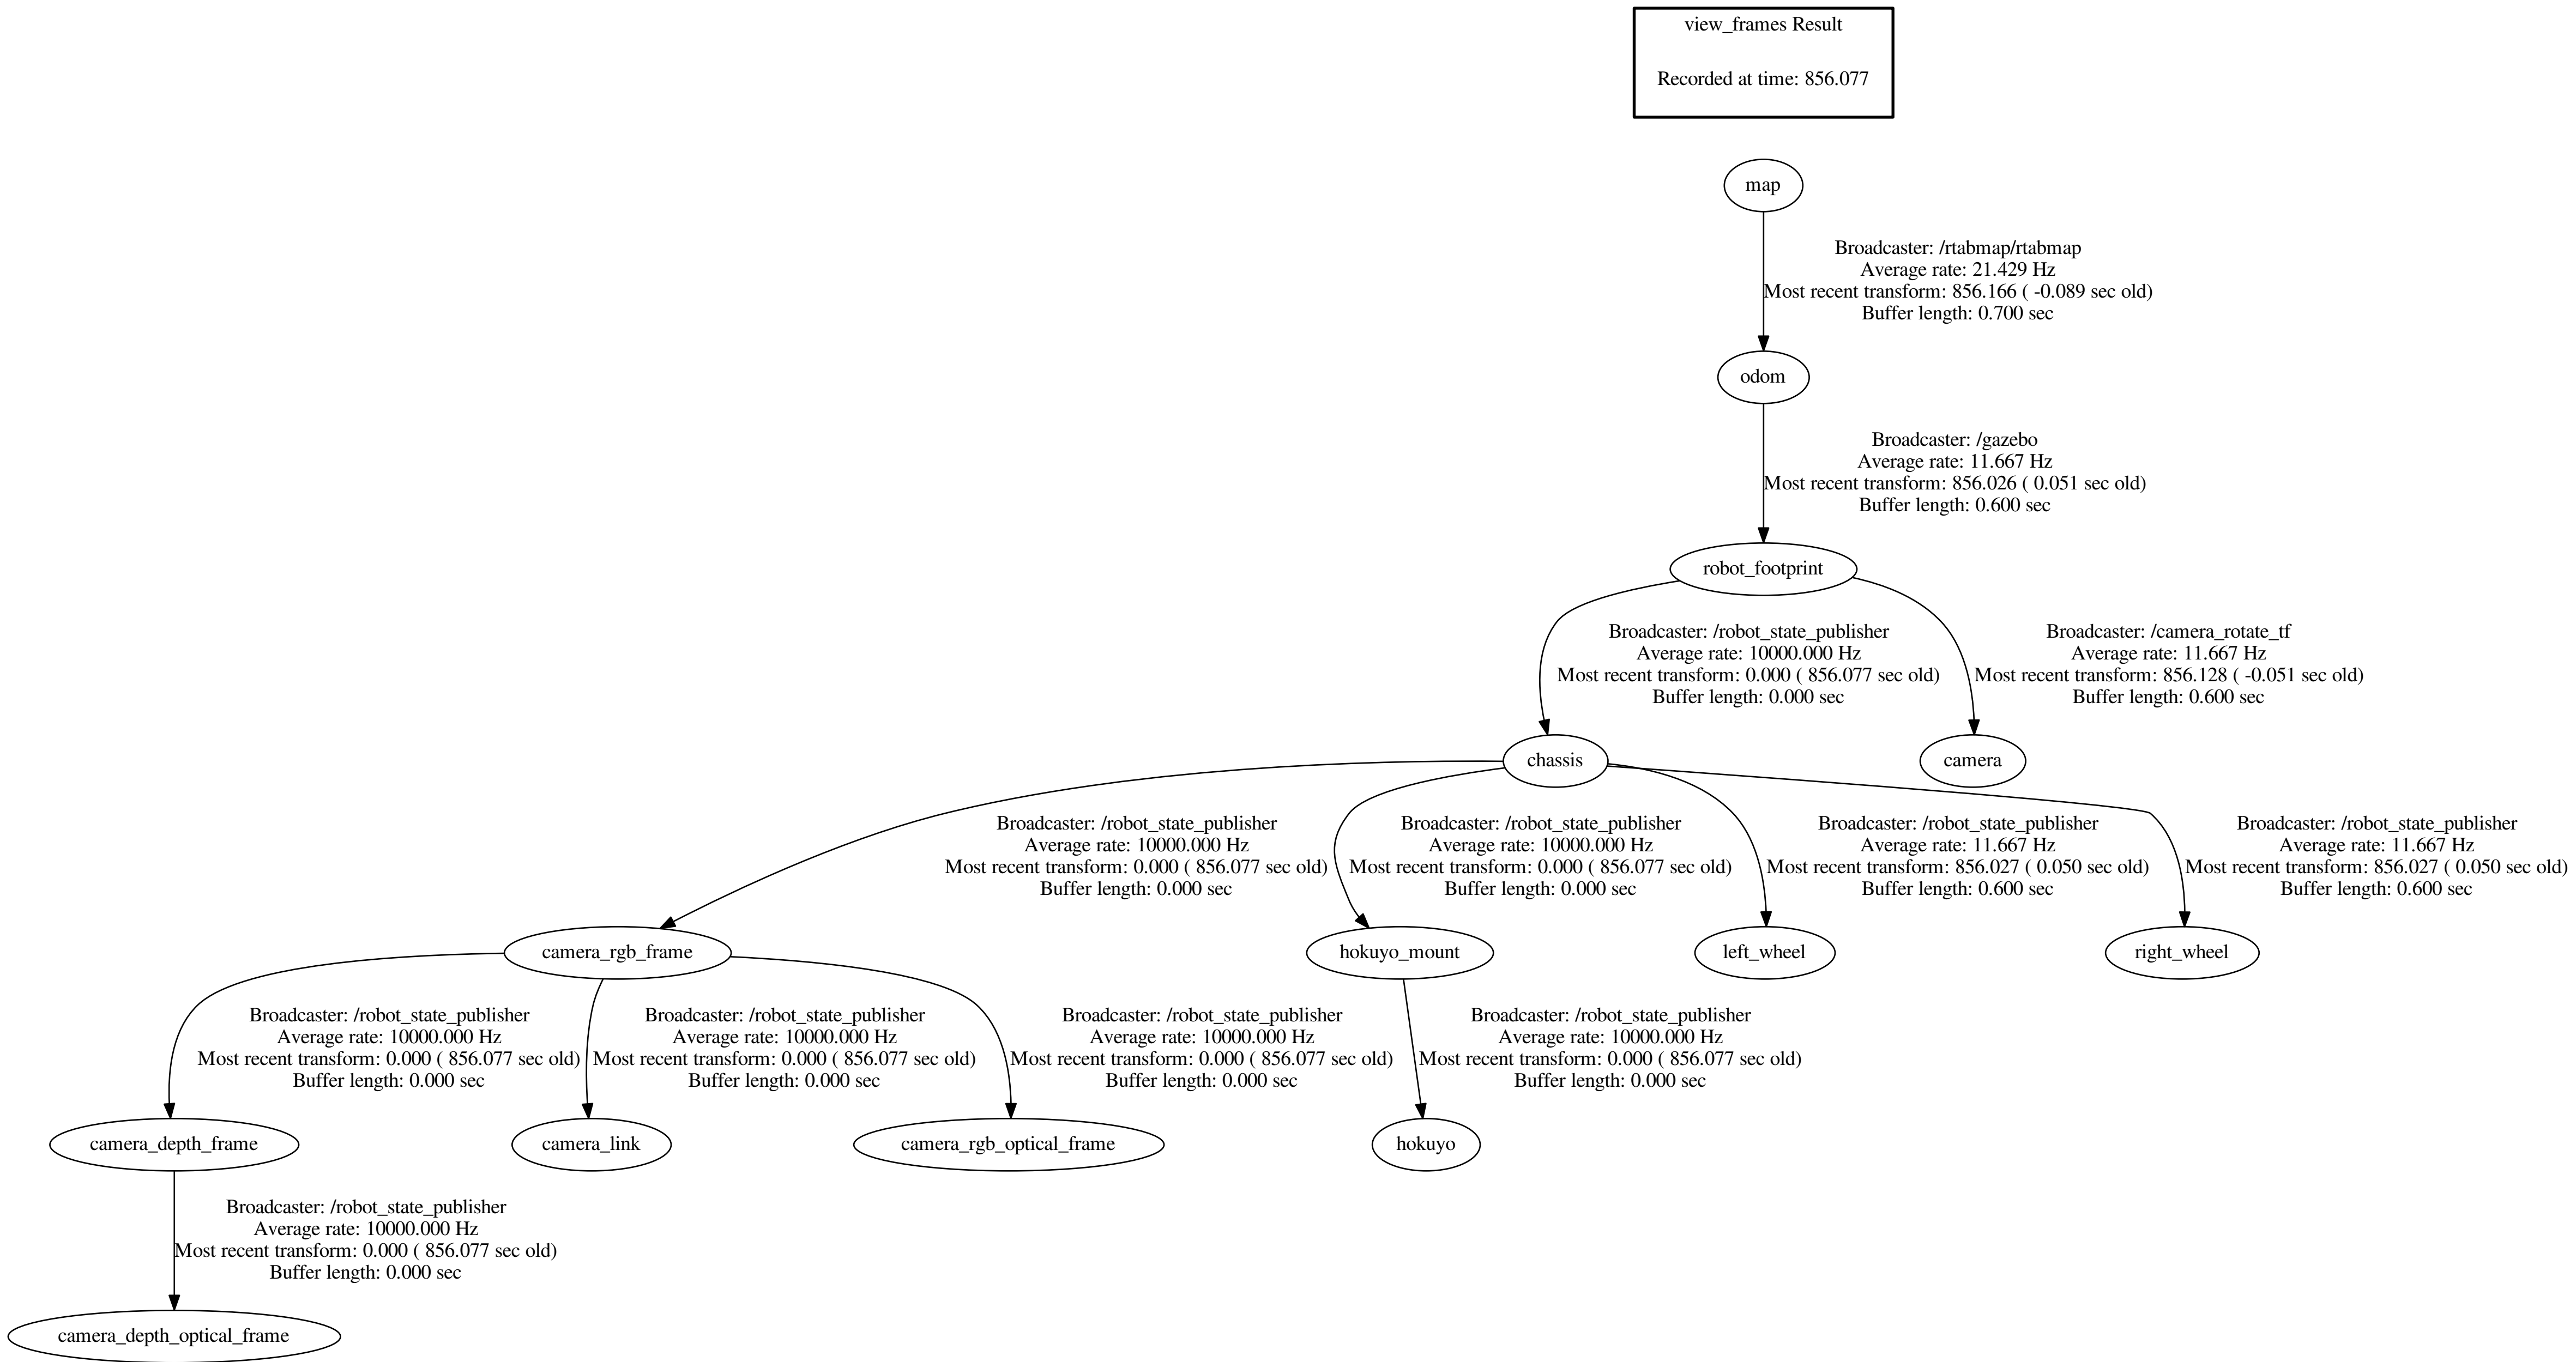 view_frames Result
Recorded at time: 856.077
map
Broadcaster: /rtabmap/rtabmap
Average rate: 21.429 Hz
Most recent transform: 856.166 ( -0.089 sec old)
Buffer length: 0.700 sec
odom
Broadcaster: /gazebo
Average rate: 11.667 Hz
Most recent transform: 856.026 ( 0.051 sec old)
Buffer length: 0.600 sec
robot_footprint
Broadcaster: /robot_state_publisher
Average rate: 10000.000 Hz
Most recent transform: 0.000 ( 856.077 sec old)
Buffer length: 0.000 sec
Broadcaster: /camera_rotate_tf
Average rate: 11.667 Hz
Most recent transform: 856.128 ( -0.051 sec old)
Buffer length: 0.600 sec
chassis
camera
Broadcaster: /robot_state_publisher
Average rate: 10000.000 Hz
Most recent transform: 0.000 ( 856.077 sec old)
Buffer length: 0.000 sec
Broadcaster: /robot_state_publisher
Average rate: 10000.000 Hz
Most recent transform: 0.000 ( 856.077 sec old)
Buffer length: 0.000 sec
Broadcaster: /robot_state_publisher
Average rate: 11.667 Hz
Most recent transform: 856.027 ( 0.050 sec old)
Buffer length: 0.600 sec
Broadcaster: /robot_state_publisher
Average rate: 11.667 Hz
Most recent transform: 856.027 ( 0.050 sec old)
Buffer length: 0.600 sec
camera_rgb_frame
hokuyo_mount
left_wheel
right_wheel
Broadcaster: /robot_state_publisher
Average rate: 10000.000 Hz
Most recent transform: 0.000 ( 856.077 sec old)
Buffer length: 0.000 sec
Broadcaster: /robot_state_publisher
Average rate: 10000.000 Hz
Most recent transform: 0.000 ( 856.077 sec old)
Buffer length: 0.000 sec
Broadcaster: /robot_state_publisher
Average rate: 10000.000 Hz
Most recent transform: 0.000 ( 856.077 sec old)
Buffer length: 0.000 sec
Broadcaster: /robot_state_publisher
Average rate: 10000.000 Hz
Most recent transform: 0.000 ( 856.077 sec old)
Buffer length: 0.000 sec
camera_depth_frame
camera_link
camera_rgb_optical_frame
hokuyo
Broadcaster: /robot_state_publisher
Average rate: 10000.000 Hz
Most recent transform: 0.000 ( 856.077 sec old)
Buffer length: 0.000 sec
camera_depth_optical_frame